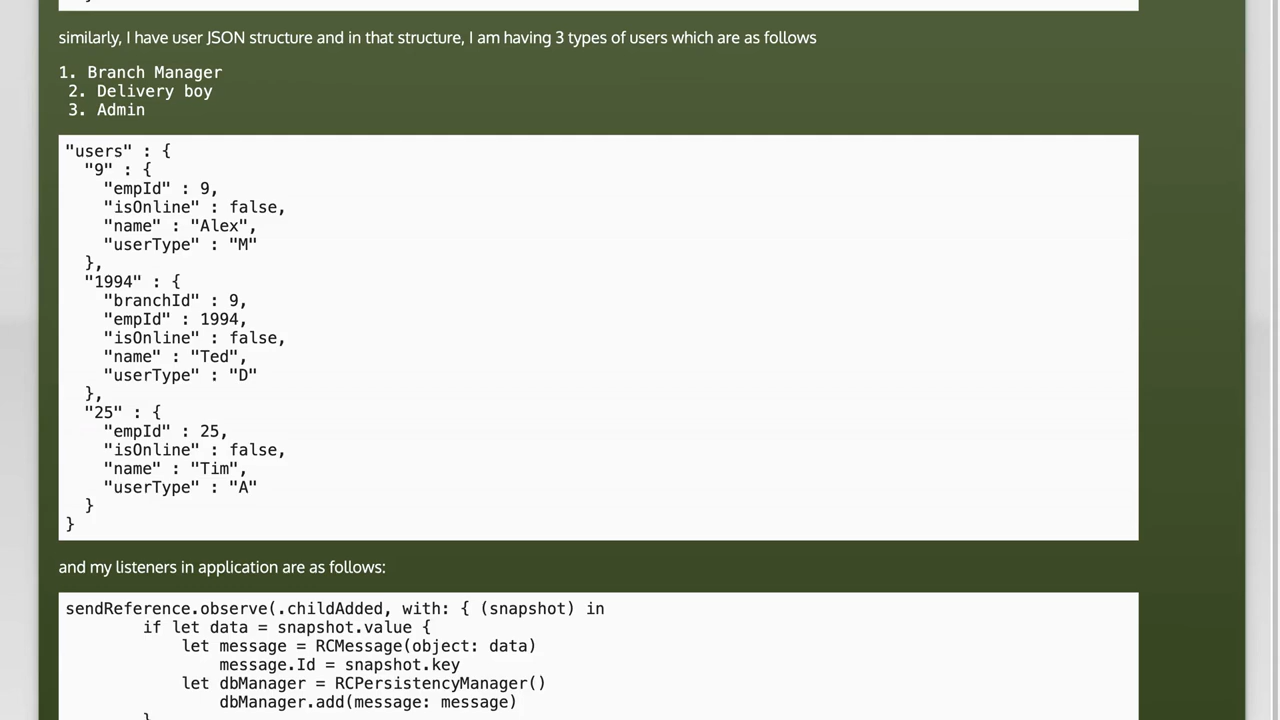 similarly, I have user JSON structure and in that structure, I am having 3 types of users which are as follows
1. Branch Manager
 2. Delivery boy
 3. Admin
"users" : {
  "9" : {
    "empId" : 9,
    "isOnline" : false,
    "name" : "Alex",
    "userType" : "M"
  },
  "1994" : {
    "branchId" : 9,
    "empId" : 1994,
    "isOnline" : false,
    "name" : "Ted",
    "userType" : "D"
  },
  "25" : {
    "empId" : 25,
    "isOnline" : false,
    "name" : "Tim",
    "userType" : "A"
  }
}
and my listeners in application are as follows:
sendReference.observe(.childAdded, with: { (snapshot) in
        if let data = snapshot.value {
            let message = RCMessage(object: data)
                message.Id = snapshot.key
            let dbManager = RCPersistencyManager()
                dbManager.add(message: message)
        }